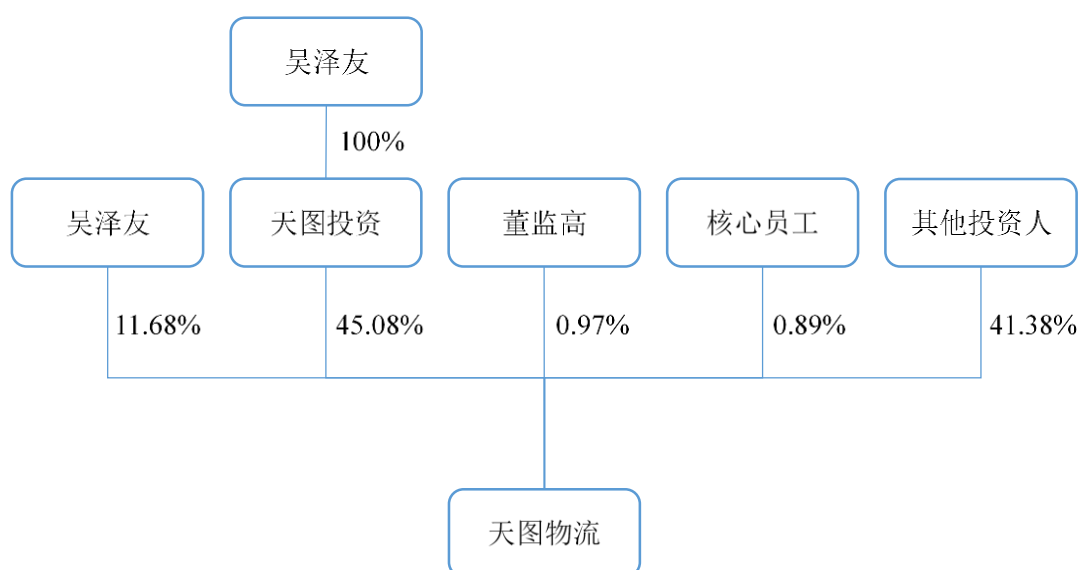 吴泽友
100%
吴泽友
天图投资
董监高
核心员工
其他投资人
11.68%
45.08%
0.97%
0.89%
41.38%
天图物流